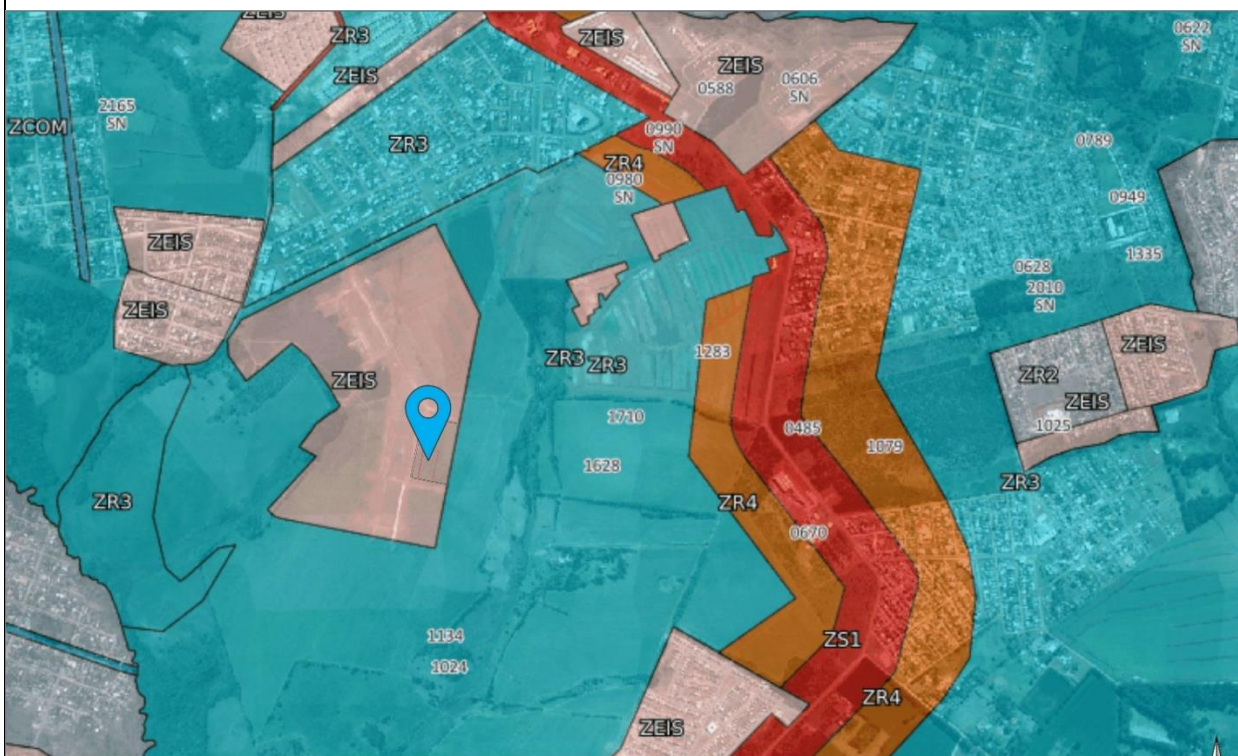 ZEIS
ZR3
ZEIS
0622
SN
ZEIS
ZEIS
0588
0606
SN
2165
SN
ZCOM
ZR3
0990
SN
0789
ZR4
0980
SN
0949
ZEIS
1335
0628
2010
SN
ZEIS
ZR3
ZR3
1283
ZEIS
ZEIS
ZR2
ZEIS
1710
1025
0485
1079
1628
ZR3
ZR3
ZR4
0670
1134
1024
ZS1
ZR4
ZEIS